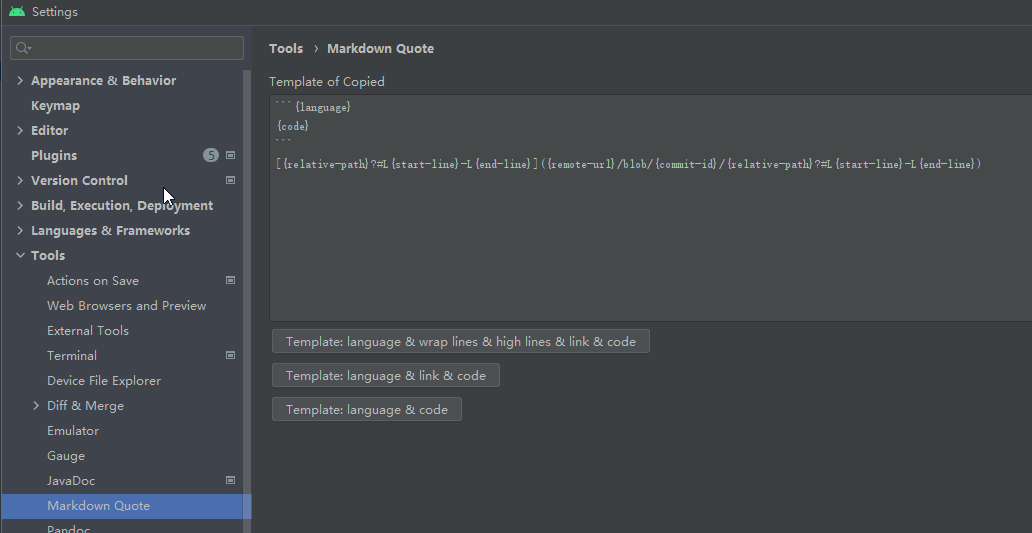 Settings
Appearance & Behavior
Keymap
Editor
Plugins 5
Version Control
Build, Execution, Deployment
Languages & Frameworks
Tools
Actions on Save
Web Browsers and Preview
External Tools
Terminal
Device File Explorer
Diff & Merge
Emulator
Gauge
JavaDoc
Markdown Quote
Pandoc
Tools › Markdown Quote
Template of Copied
``` {language}
{code}
```
[{relative-path}?#L{start-line}-L{end-line}]({remote-url}/blob/{commit-id}/{relative-path}?#L{start-line}-L{end-line})
Template: language & wrap lines & high lines & link & code
Template: language & link & code
Template: language & code